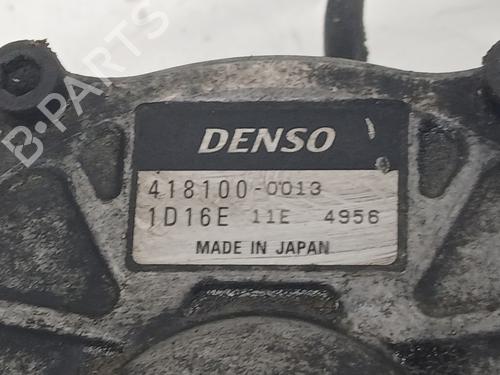 B-PARTS
DENSO
418100-0013
1D16E 11E 4956
MADE IN JAPAN